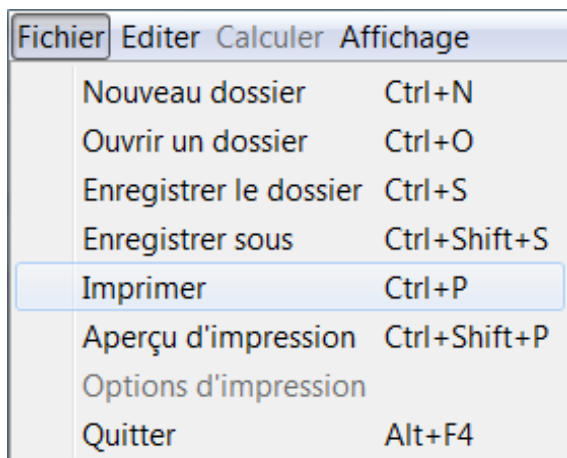 Fichier Editer Calculer Affichage
Nouveau dossier Ctrl+N
Ouvrir un dossier Ctrl+O
Enregistrer le dossier Ctrl+S
Enregistrer sous Ctrl+Shift+S
Imprimer Ctrl+P
Aperçu d'impression Ctrl+Shift+P
Options d'impression
Quitter Alt+F4